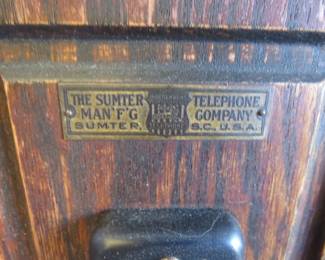 THE SUMTER TELEPHONE
MAN'F'G COMPANY
SUMTER, S.C., U.S.A.